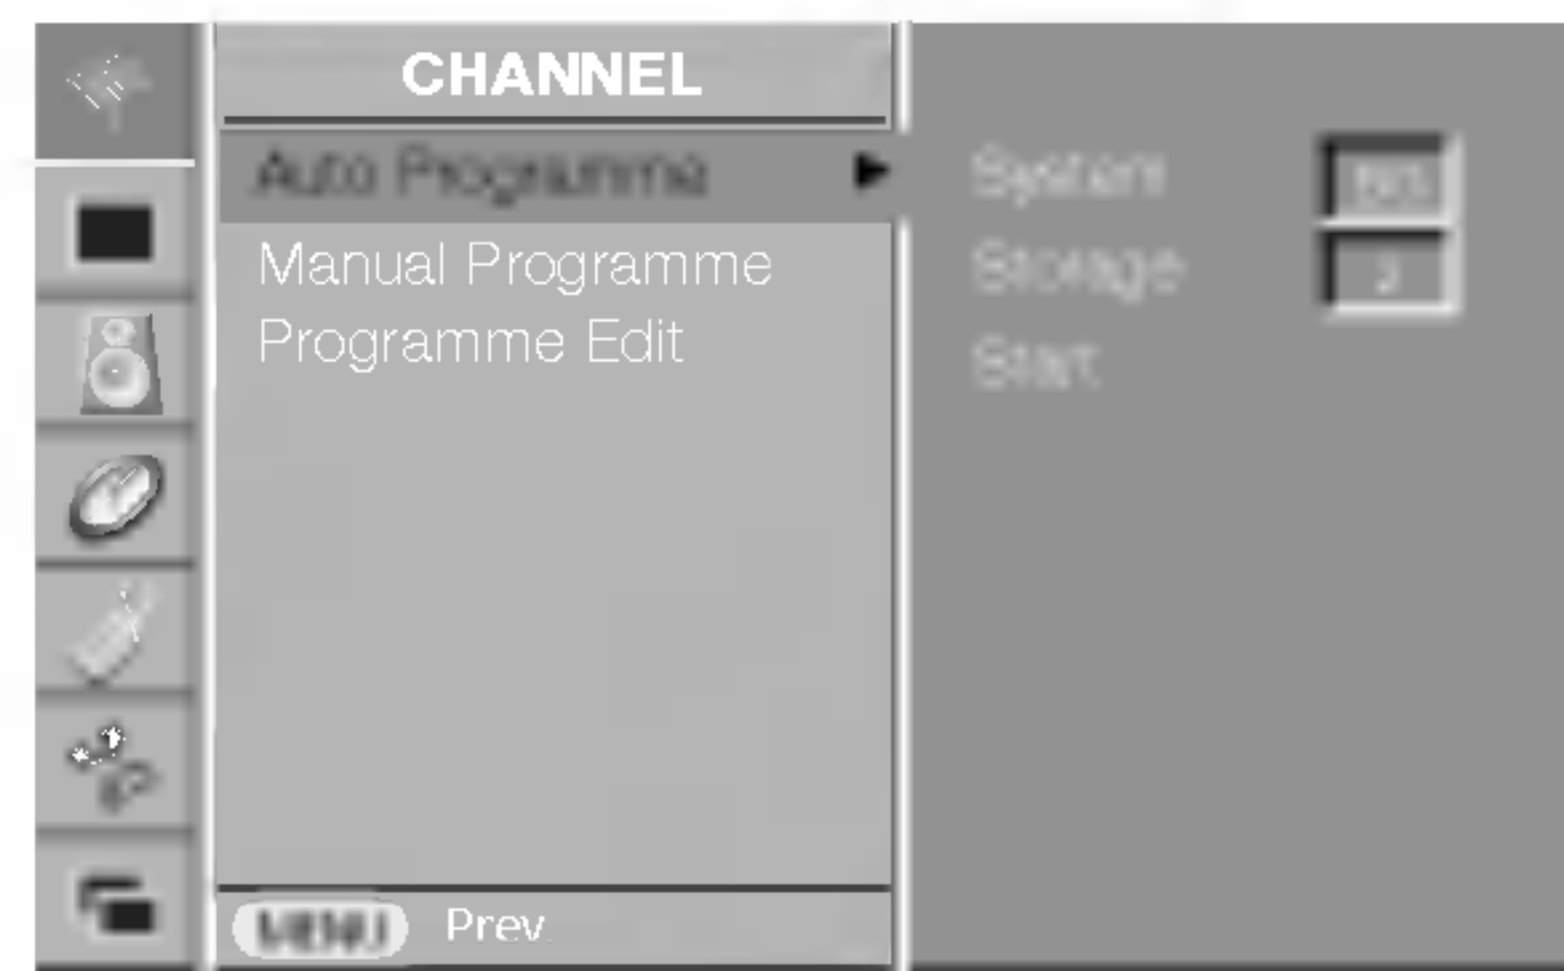 CHANNEL
Auto Programme
Manual Programme
Programme Edit
System
Storage
Start
MENU Prev.